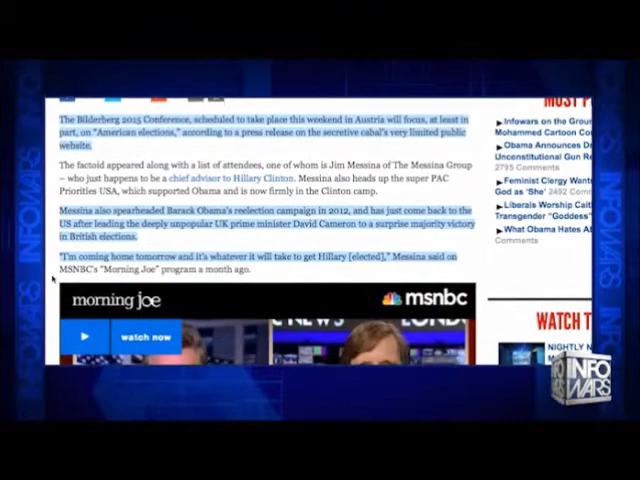 The Bilderberg 2015 Conference, scheduled to take place this weekend in Austria will focus, at least in
part, on "American elections," according to a press release on the secretive cabal's very limited public
website.
The factoid appeared along with a list of attendees, one of whom is Jim Messina of The Messina Group
– who just happens to be a chief advisor to Hillary Clinton. Messina also heads up the super PAC
Priorities USA, which supported Obama and is now firmly in the Clinton camp.
Messina also spearheaded Barack Obama's reelection campaign in 2012, and has just come back to the
US after leading the deeply unpopular UK prime minister David Cameron to a surprise majority victory
in British elections.
"I'm coming home tomorrow and it's whatever it will take to get Hillary [elected]," Messina said on
MSNBC's "Morning Joe" program a month ago.
morning joe
msnbc
watch now
C NEWS
LOND
MOST P
Infowars on the Groun
Mohammed Cartoon Co
Obama Announces
Unconstitutional Gun R
2795 Comments
Feminist Clergy Want
God as 'She' 2492 Com
Liberals Worship
Transgender "Goddess"
What Obama Hates
Comments
WATCH T
NIGHTLY
INFOWARS
INFOWARS
INFOWARS
INFO
WARS